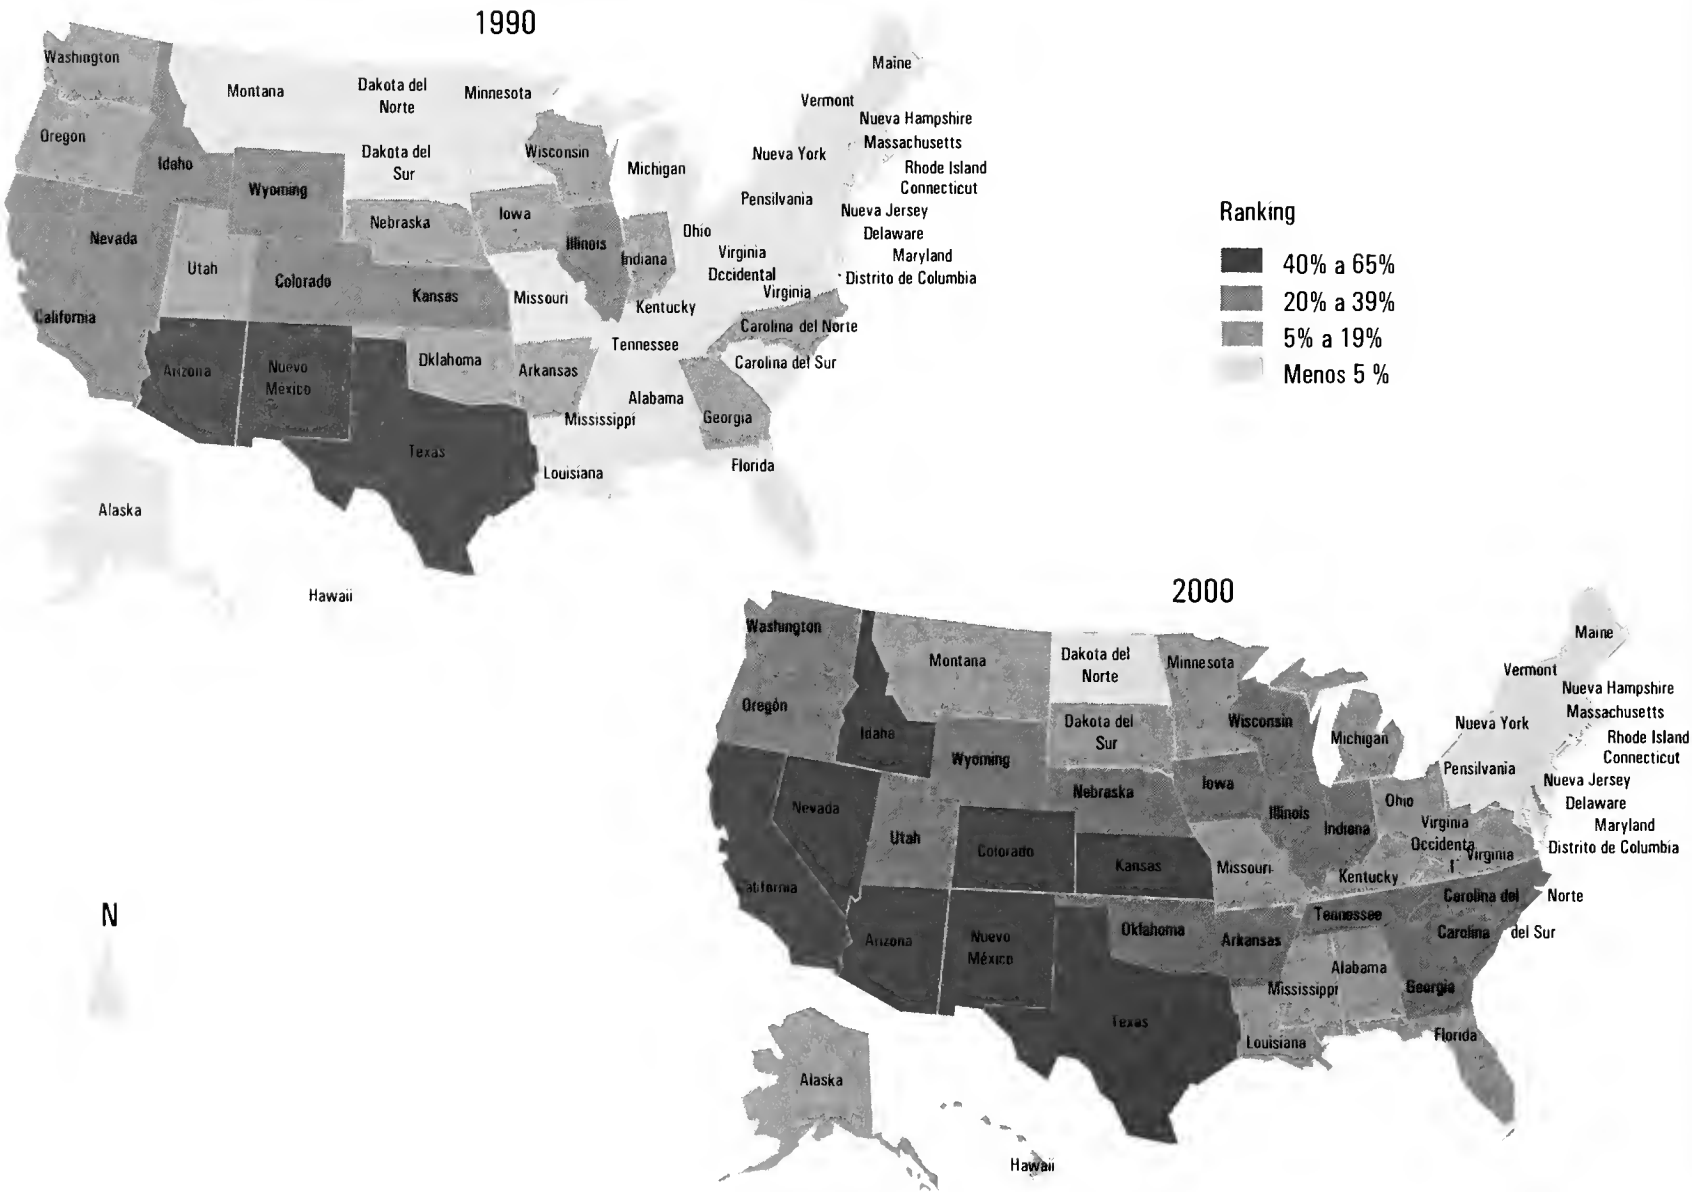 1990
Washington
Montana
Dakota del
Norte
Minnesota
Maine
Vermont
Nueva Hampshire
Massachusetts
Oregon
Idaho
Dakota del
Sur
Wisconsin
Michigan
Nueva York
Rhode Island
Connecticut
Wyoming
Pensilvania
Nebraska
Iowa
Nueva Jersey
Delaware
Maryland
Nevada
Illinois
Indiana
Ohio
Virginia
Occidental
Distrito de Columbia
Utah
Colorado
Kansas
Missouri
Kentucky
Virginia
California
Carolina del Norte
Tennessee
Carolina del Sur
Arizona
Nuevo
México
Oklahoma
Arkansas
Alabama
Mississippi
Georgia
Texas
Louisiana
Florida
Alaska
Hawaii
Ranking
40% a 65%
20% a 39%
5% a 19%
Menos 5 %
2000
Washington
Montana
Dakota del
Norte
Minnesota
Maine
Vermont
Nueva Hampshire
Massachusetts
Oregón
Idaho
Dakota del
Sur
Wisconsin
Michigan
Nueva York
Rhode Island
Connecticut
Wyoming
Pensilvania
Nebraska
Iowa
Nueva Jersey
Delaware
Maryland
Nevada
Illinois
Indiana
Ohio
Virginia
Occidenta
l
Virginia
Distrito de Columbia
Utah
Colorado
Kansas
Missouri
Kentucky
alifornia
Carolina del Norte
Tennessee
Carolina del Sur
Arizona
Nuevo
México
Oklahoma
Arkansas
Alabama
Mississippi
Georgia
Texas
Louisiana
Florida
Alaska
Hawaii
N